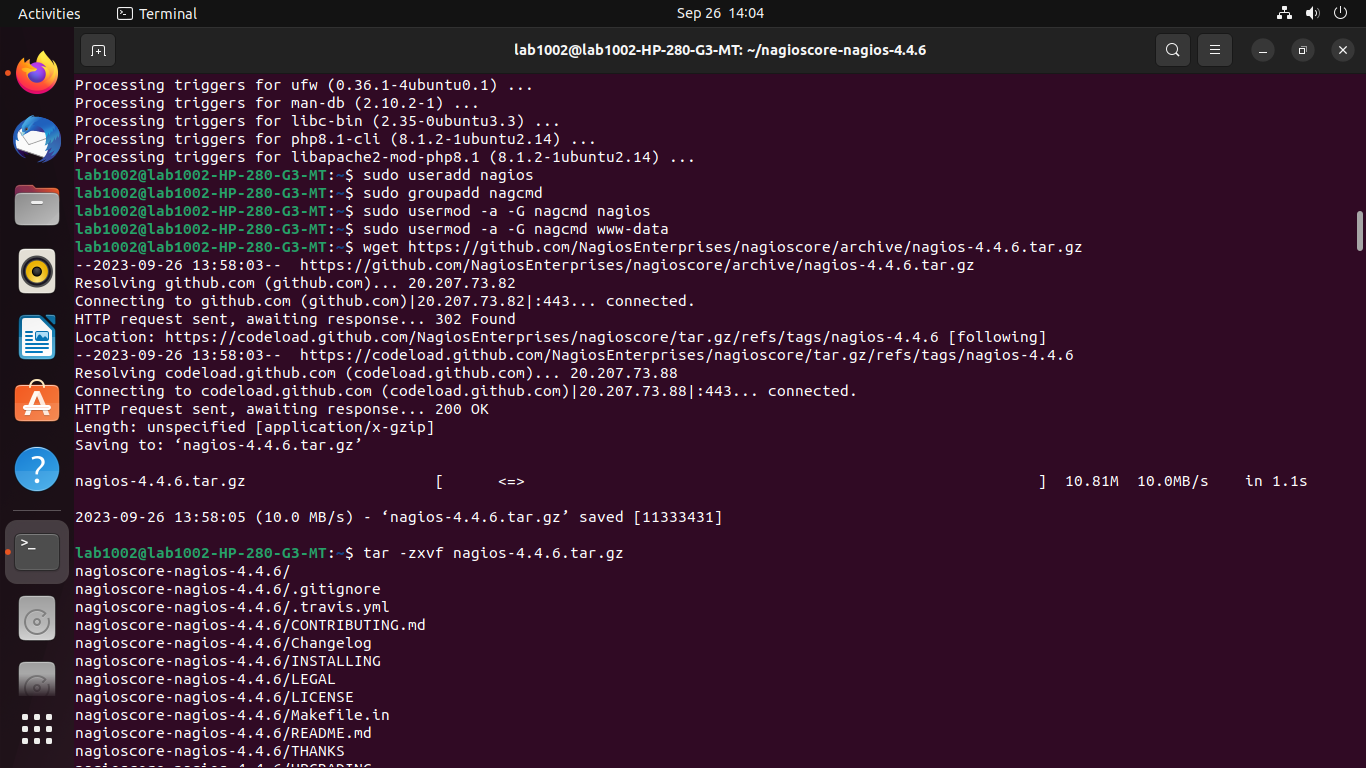 Activities
Terminal
Sep 26 14:04
lab1002@lab1002-HP-280-G3-MT: ~/nagioscore-nagios-4.4.6
Processing triggers for ufw (0.36.1-4ubuntu0.1) ...
Processing triggers for man-db (2.10.2-1) ...
Processing triggers for libc-bin (2.35-0ubuntu3.3) ...
Processing triggers for php8.1-cli (8.1.2-1ubuntu2.14) ...
Processing triggers for libapache2-mod-php8.1 (8.1.2-1ubuntu2.14) ...
lab1002@lab1002-HP-280-G3-MT:~$ sudo useradd nagios
lab1002@lab1002-HP-280-G3-MT:~$ sudo groupadd nagcmd
lab1002@lab1002-HP-280-G3-MT:~$ sudo usermod -a -G nagcmd nagios
lab1002@lab1002-HP-280-G3-MT:~$ sudo usermod -a -G nagcmd www-data
lab1002@lab1002-HP-280-G3-MT:~$ wget https://github.com/NagiosEnterprises/nagioscore/archive/nagios-4.4.6.tar.gz
--2023-09-26 13:58:03--  https://github.com/NagiosEnterprises/nagioscore/archive/nagios-4.4.6.tar.gz
Resolving github.com (github.com)... 20.207.73.82
Connecting to github.com (github.com)|20.207.73.82|:443... connected.
HTTP request sent, awaiting response... 302 Found
Location: https://codeload.github.com/NagiosEnterprises/nagioscore/tar.gz/refs/tags/nagios-4.4.6 [following]
--2023-09-26 13:58:03--  https://codeload.github.com/NagiosEnterprises/nagioscore/tar.gz/refs/tags/nagios-4.4.6
Resolving codeload.github.com (codeload.github.com)... 20.207.73.88
Connecting to codeload.github.com (codeload.github.com)|20.207.73.88|:443... connected.
HTTP request sent, awaiting response... 200 OK
Length: unspecified [application/x-gzip]
Saving to: ‘nagios-4.4.6.tar.gz’
nagios-4.4.6.tar.gz [ <=> ] 10.81M 10.0MB/s in 1.1s
2023-09-26 13:58:05 (10.0 MB/s) - ‘nagios-4.4.6.tar.gz’ saved [11333431]
lab1002@lab1002-HP-280-G3-MT:~$ tar -zxvf nagios-4.4.6.tar.gz
nagioscore-nagios-4.4.6/
nagioscore-nagios-4.4.6/.gitignore
nagioscore-nagios-4.4.6/.travis.yml
nagioscore-nagios-4.4.6/CONTRIBUTING.md
nagioscore-nagios-4.4.6/Changelog
nagioscore-nagios-4.4.6/INSTALLING
nagioscore-nagios-4.4.6/LEGAL
nagioscore-nagios-4.4.6/LICENSE
nagioscore-nagios-4.4.6/Makefile.in
nagioscore-nagios-4.4.6/README.md
nagioscore-nagios-4.4.6/THANKS